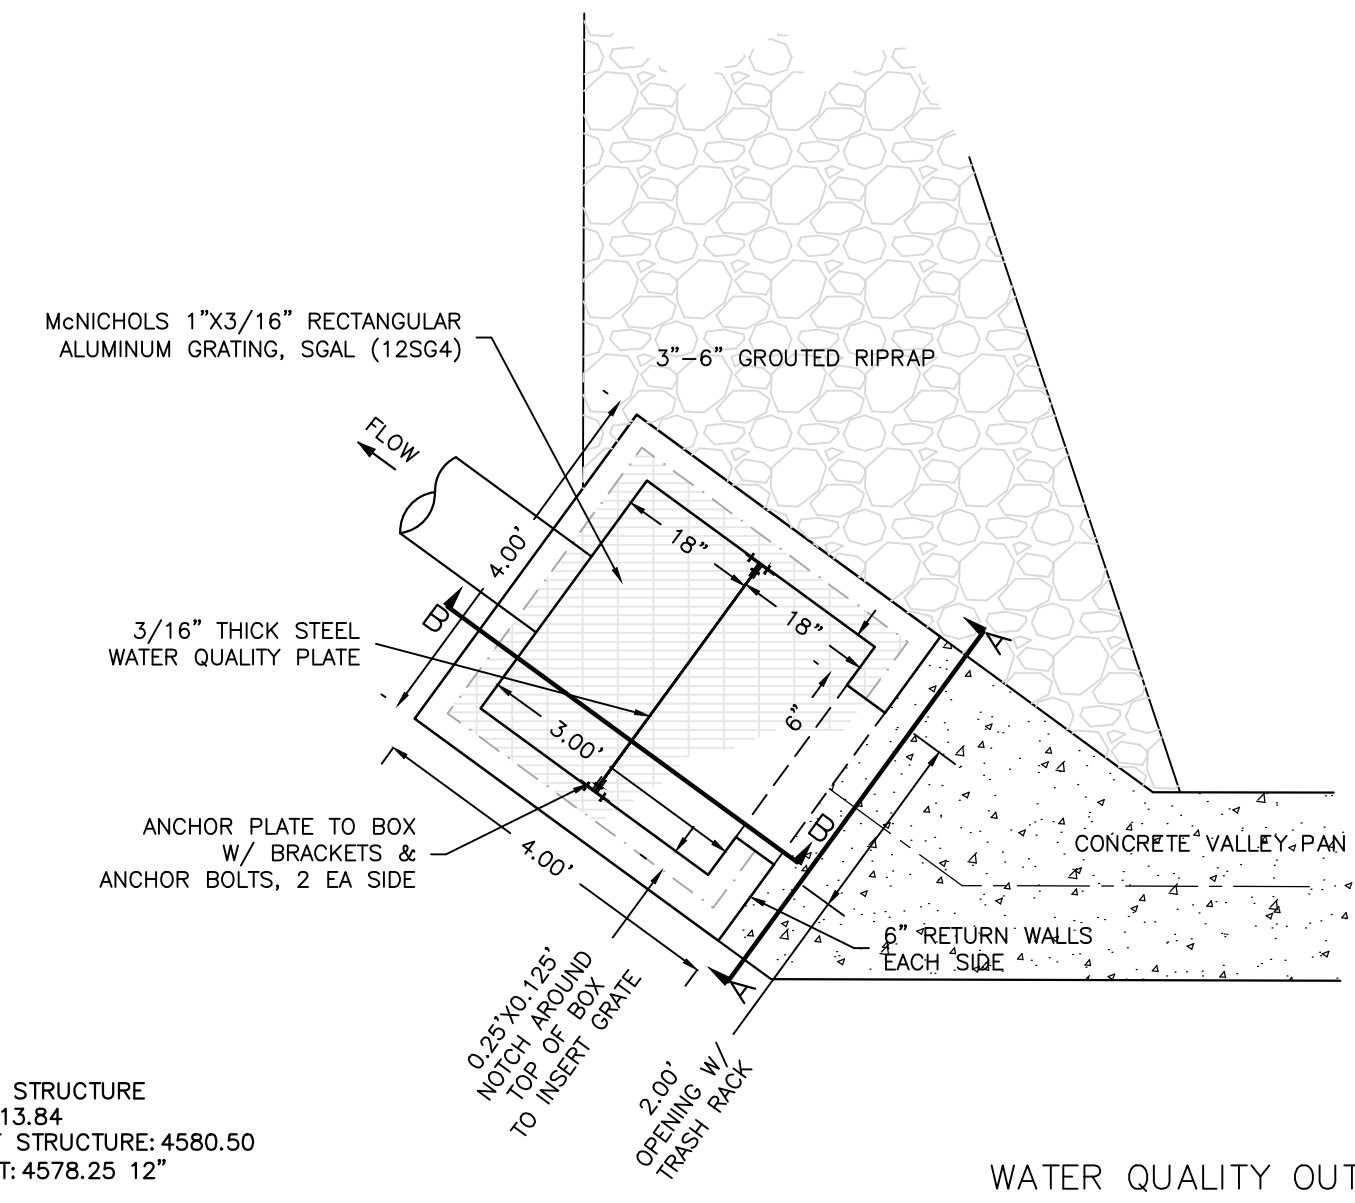 McNICHOLS 1"X3/16" RECTANGULAR
ALUMINUM GRATING, SGAL (12SG4)
3"-6" GROUTED RIPRAP
FLOW
4.00'
18"
18"
B
A
3/16" THICK STEEL
WATER QUALITY PLATE
6"
3.00'
B
ANCHOR PLATE TO BOX
W/ BRACKETS &
ANCHOR BOLTS, 2 EA SIDE
4.00'
CONCRETE VALLEY PAN
6" RETURN WALLS
EACH SIDE
A
0.25'X0.125'
NOTCH AROUND
TOP OF BOX
TO INSERT GRATE
2.00'
OPENING W/
TRASH RACK
STRUCTURE
13.84
STRUCTURE: 4580.50
T: 4578.25 12"
WATER QUALITY OUT